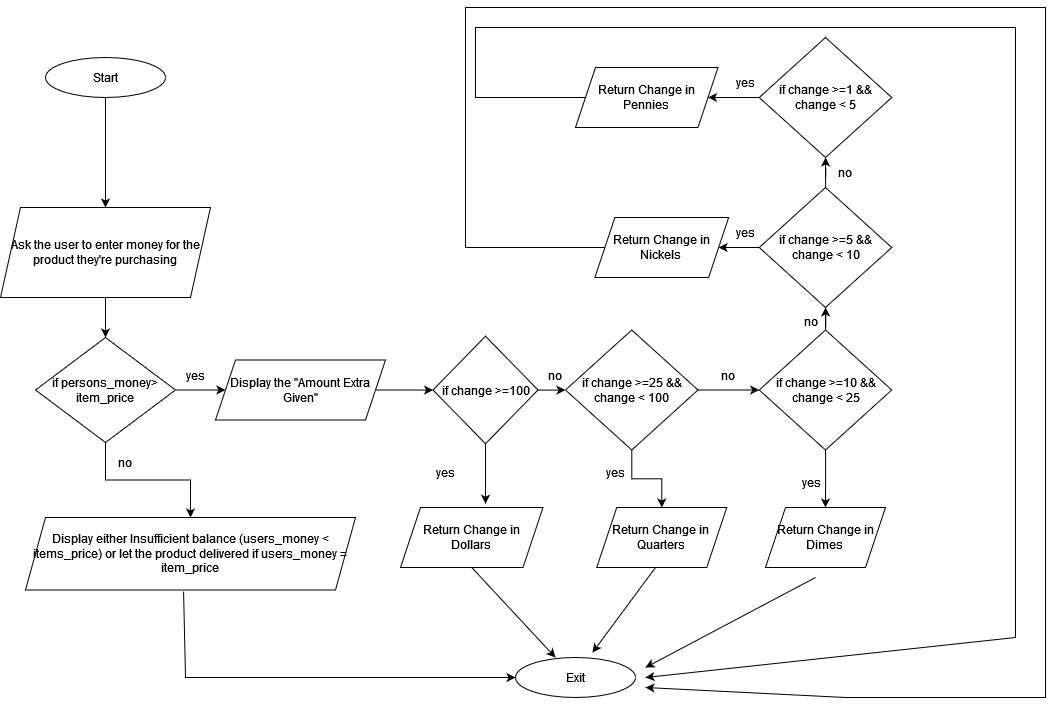 Start
Ask the user to enter money for the
product they're purchasing
if persons_money>
item_price
yes
no
Display the "Amount Extra
Given"
Display either Insufficient balance (users_money <
items_price) or let the product delivered if users_money =
item_price
if change >=100
no
yes
Return Change in
Dollars
if change >=25 &&
change < 100
no
yes
Return Change in
Quarters
if change >=10 &&
change < 25
no
yes
Return Change in
Dimes
if change >=5 &&
change < 10
yes
no
Return Change in
Nickels
if change >=1 &&
change < 5
yes
Return Change in
Pennies
Exit